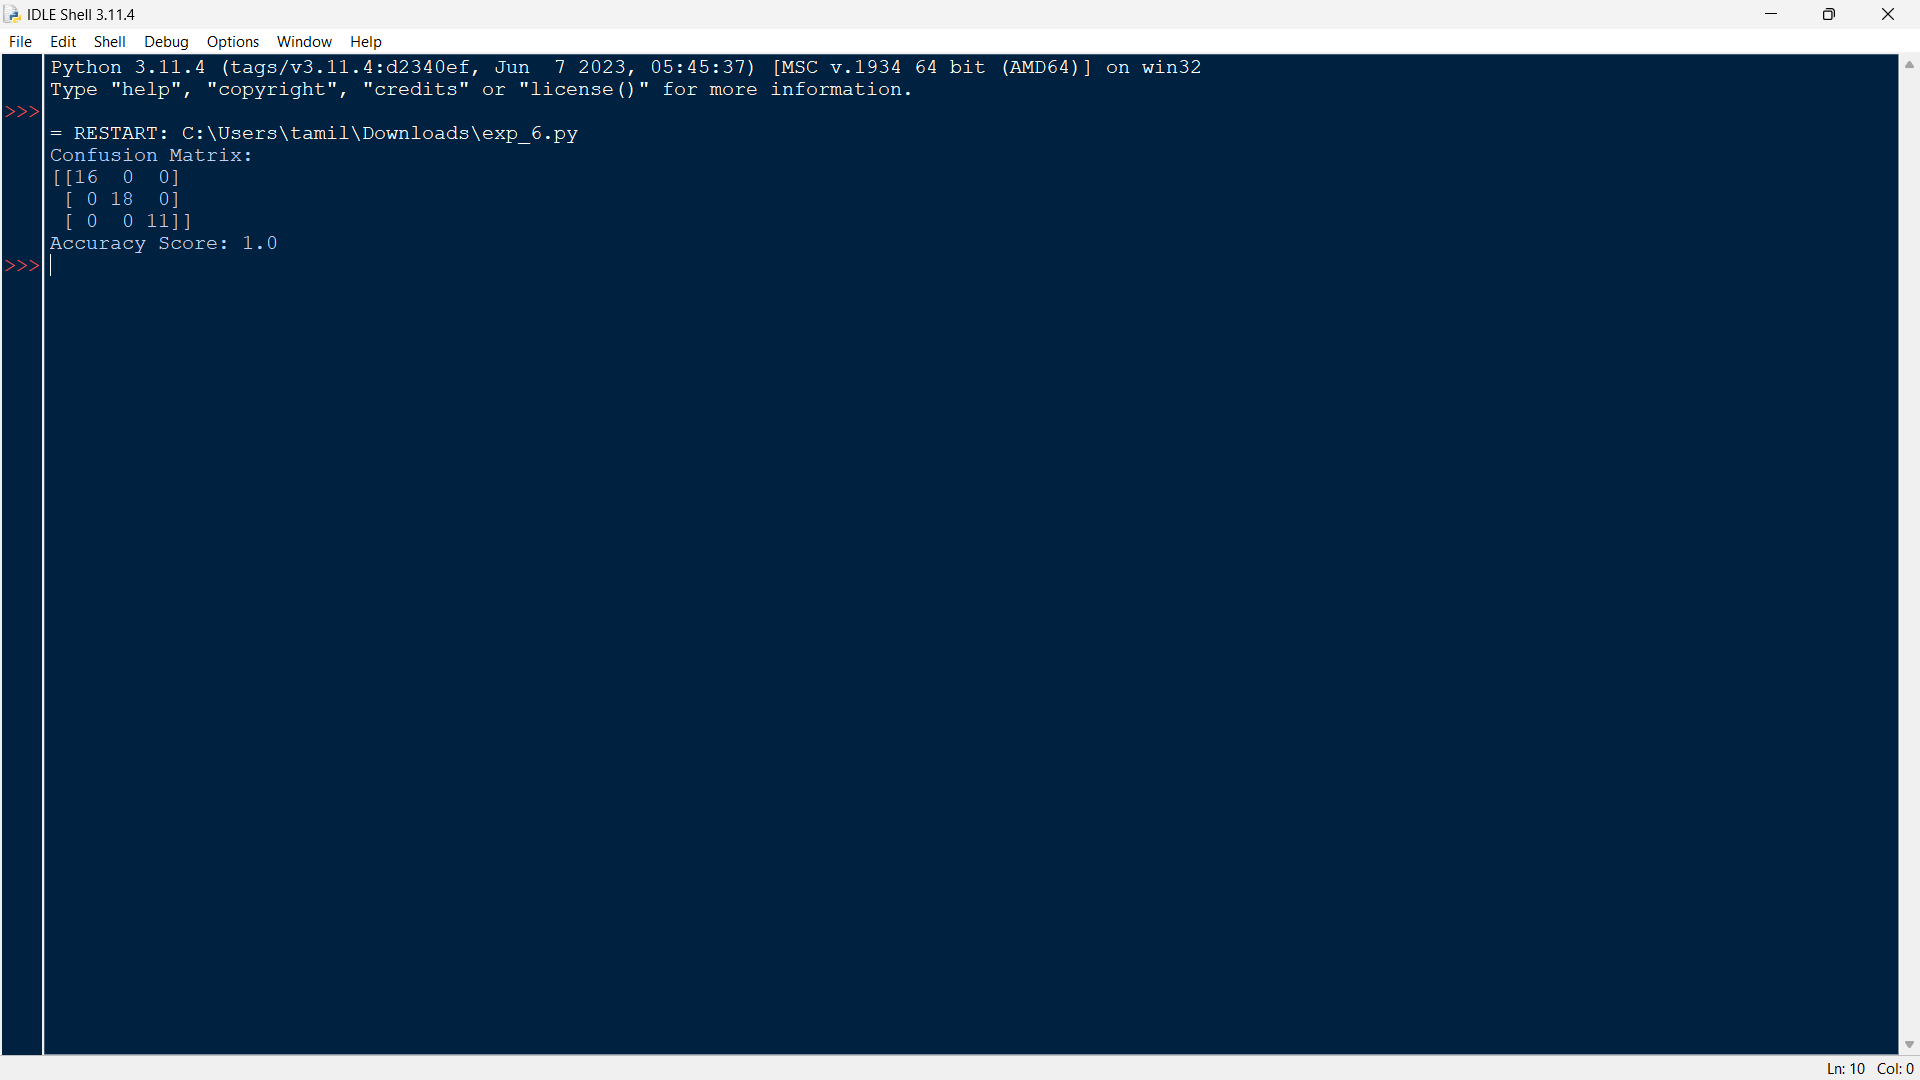 IDLE Shell 3.11.4
File Edit Shell Debug Options Window Help
Python 3.11.4 (tags/v3.11.4:d2340ef, Jun  7 2023, 05:45:37) [MSC v.1934 64 bit (AMD64)] on win32
Type "help", "copyright", "credits" or "license()" for more information.
>>>
= RESTART: C:\Users\tamil\Downloads\exp_6.py
Confusion Matrix:
[[16  0  0]
 [ 0 18  0]
 [ 0  0 11]]
Accuracy Score: 1.0
>>>
Ln: 10 Col: 0